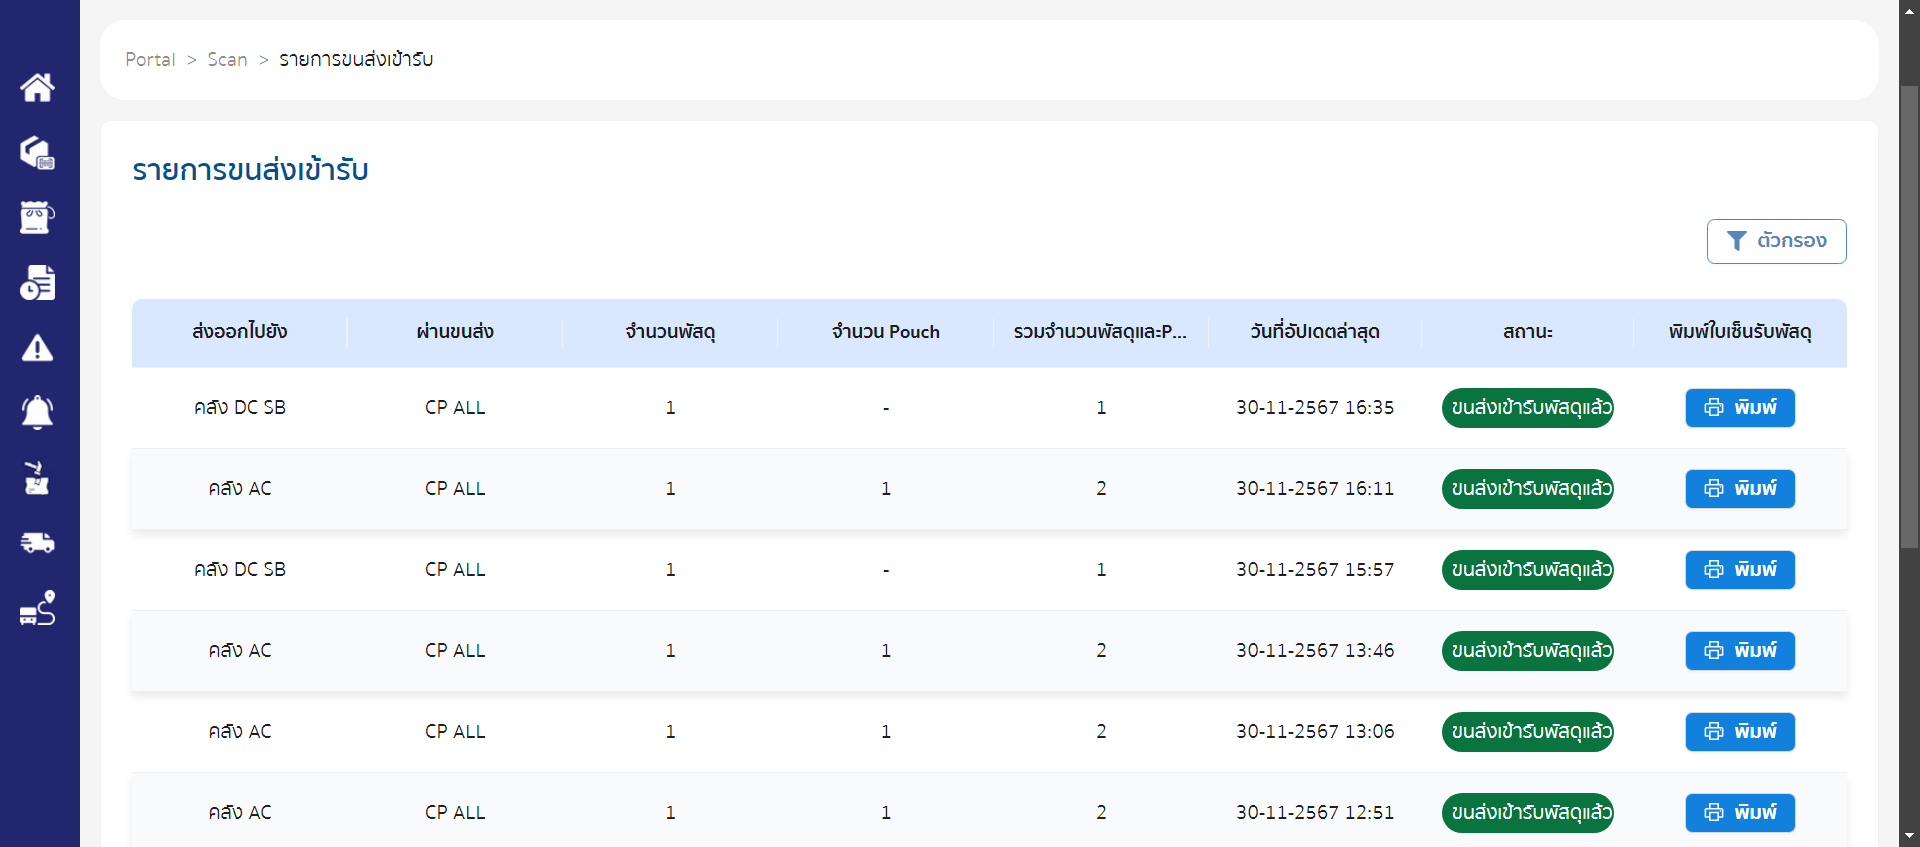 Portal > Scan > รายการขนส่งเข้ารับ
รายการขนส่งเข้ารับ
ตัวกรอง
ส่งออกไปยัง ผ่านขนส่ง จำนวนพัสดุ จำนวน Pouch รวมจำนวนพัสดุและP... วันที่อัปเดตล่าสุด สถานะ พิมพ์ใบเซ็นรับพัสดุ
คลัง DC SB CP ALL 1 - 1 30-11-2567 16:35 ขนส่งเข้ารับพัสดุแล้ว พิมพ์
คลัง AC CP ALL 1 1 2 30-11-2567 16:11 ขนส่งเข้ารับพัสดุแล้ว พิมพ์
คลัง DC SB CP ALL 1 - 1 30-11-2567 15:57 ขนส่งเข้ารับพัสดุแล้ว พิมพ์
คลัง AC CP ALL 1 1 2 30-11-2567 13:46 ขนส่งเข้ารับพัสดุแล้ว พิมพ์
คลัง AC CP ALL 1 1 2 30-11-2567 13:06 ขนส่งเข้ารับพัสดุแล้ว พิมพ์
คลัง AC CP ALL 1 1 2 30-11-2567 12:51 ขนส่งเข้ารับพัสดุแล้ว พิมพ์